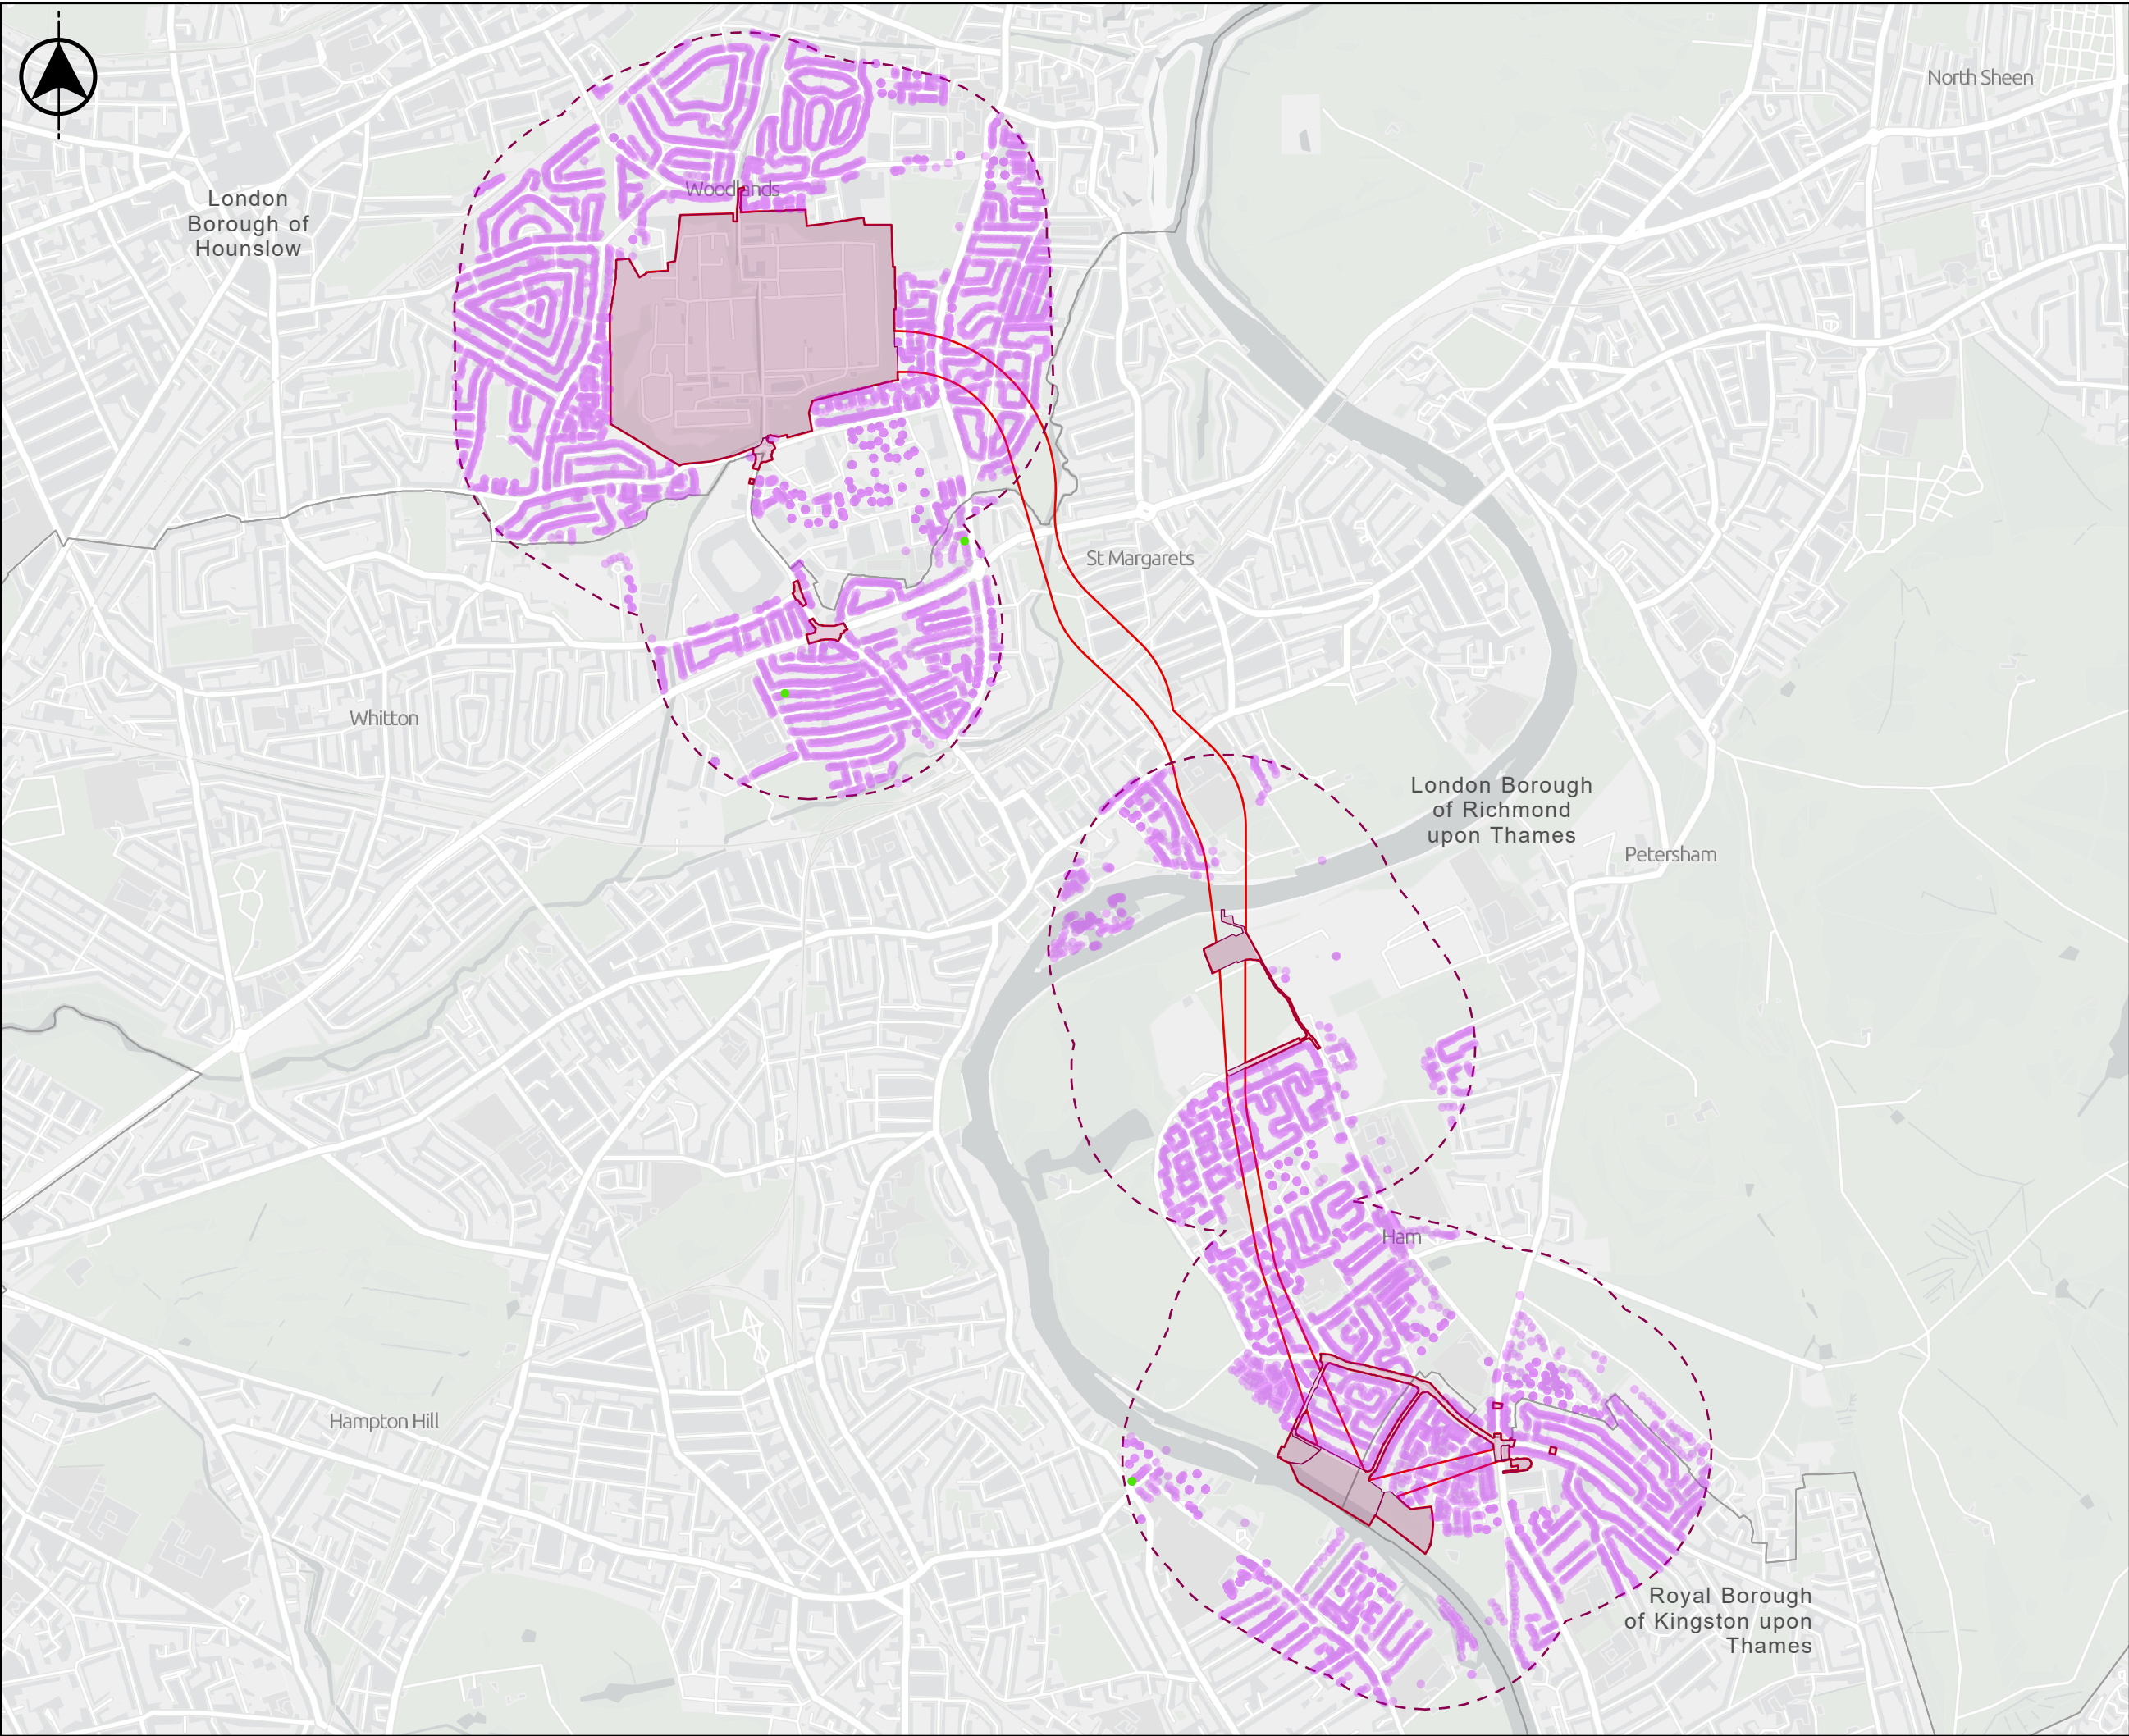 North Sheen
Woodlands
London
Borough of
Hounslow
St Margarets
Whitton
London Borough
of Richmond
upon Thames
Petersham
Ham
Hampton Hill
Royal Borough
of Kingston upon
Thames